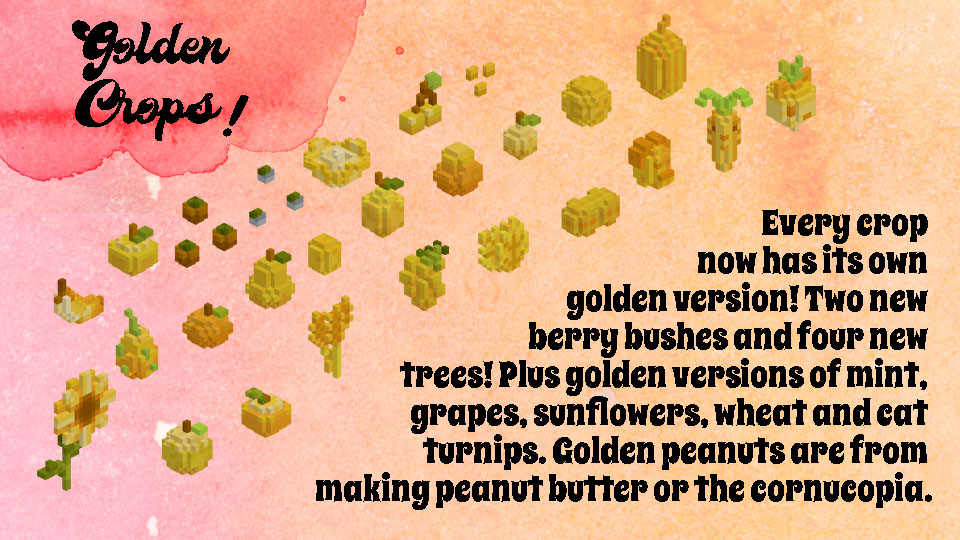 Golden
Crops!
Every crop
now has its own
golden version! Two new
berry bushes and four new
trees! Plus golden versions of mint,
grapes, sunflowers, wheat and cat
turnips. Golden peanuts are from
making peanut butter or the cornucopia.